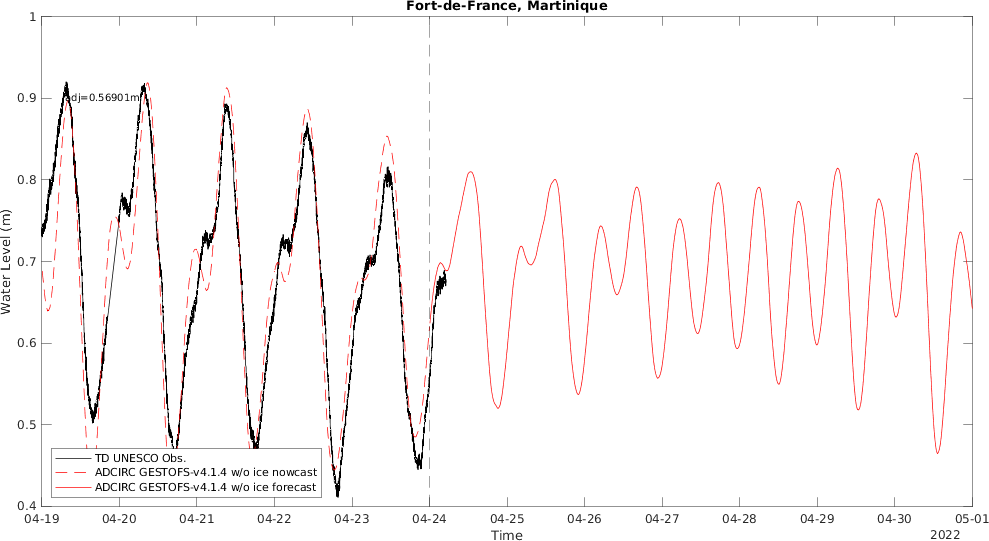 Fort-de-France, Martinique
Water Level (m)
1
0.9
0.8
0.7
0.6
0.5
0.4
adj=0.56901m
TD UNESCO Obs.
ADCIRC GESTOFS-v4.1.4 w/o ice nowcast
ADCIRC GESTOFS-v4.1.4 w/o ice forecast
04-19 04-20 04-21 04-22 04-23 04-24 04-25 04-26 04-27 04-28 04-29 04-30 05-01
Time
2022